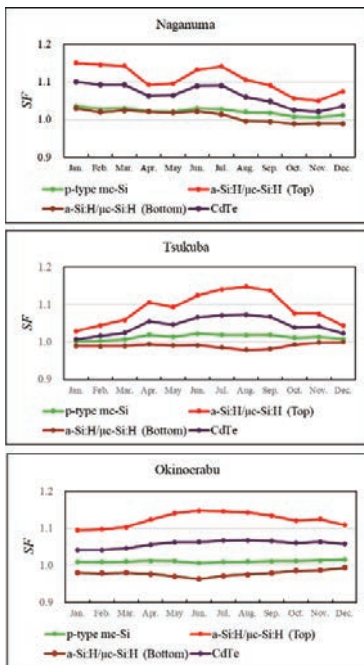 Naganuma
1.2
1.1
1.0
0.9
SF
Jan. Feb. Mar. Apr. May Jun. Jul. Aug. Sep. Oct. Nov. Dec.
p-type mc-Si a-Si:H/μc-Si:H (Top)
a-Si:H/μc-Si:H (Bottom) CdTe
Tsukuba
1.2
1.1
1.0
0.9
SF
Jan. Feb. Mar. Apr. May Jun. Jul. Aug. Sep. Oct. Nov. Dec.
p-type mc-Si a-Si:H/μc-Si:H (Top)
a-Si:H/μc-Si:H (Bottom) CdTe
Okinoerabu
1.2
1.1
1.0
0.9
SF
Jan. Feb. Mar. Apr. May Jun. Jul. Aug. Sep. Oct. Nov. Dec.
p-type mc-Si a-Si:H/μc-Si:H (Top)
a-Si:H/μc-Si:H (Bottom) CdTe